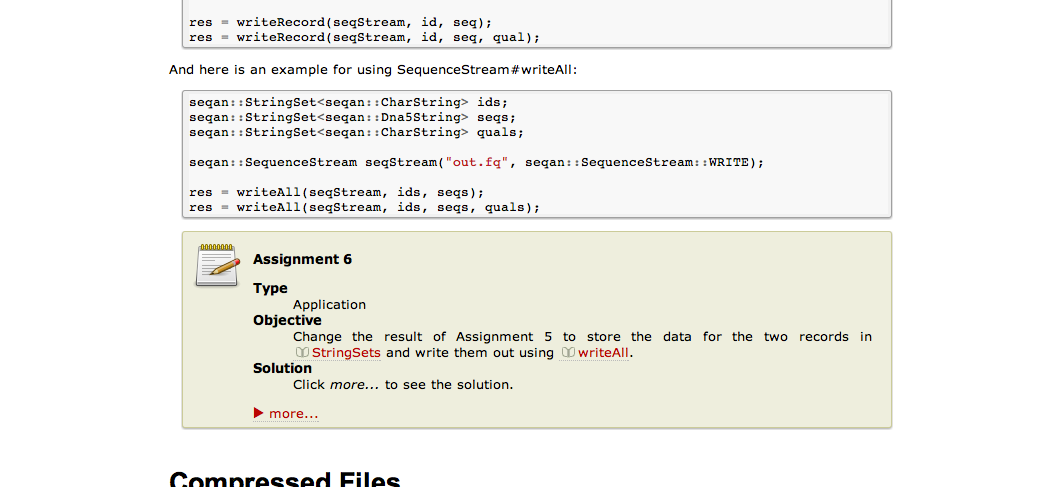 res = writeRecord(seqStream, id, seq);
res = writeRecord(seqStream, id, seq, qual);
And here is an example for using SequenceStream#writeAll:
seqan::StringSet<seqan::CharString> ids;
seqan::StringSet<seqan::Dna5String> seqs;
seqan::StringSet<seqan::CharString> quals;
seqan::SequenceStream seqStream("out.fq", seqan::SequenceStream::WRITE);
res = writeAll(seqStream, ids, seqs);
res = writeAll(seqStream, ids, seqs, quals);
Assignment 6
Type
Application
Objective
Change the result of Assignment 5 to store the data for the two records in
StringSets and write them out using writeAll.
Solution
Click more... to see the solution.
more...
Compressed Files